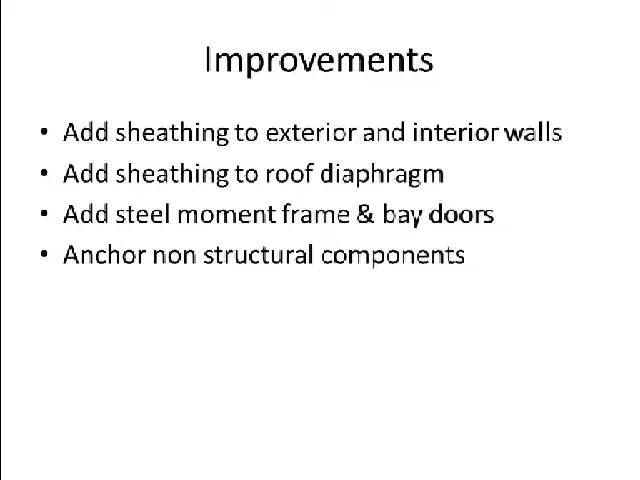 Improvements
• Add sheathing to exterior and interior walls
• Add sheathing to roof diaphragm
• Add steel moment frame & bay doors
• Anchor non structural components